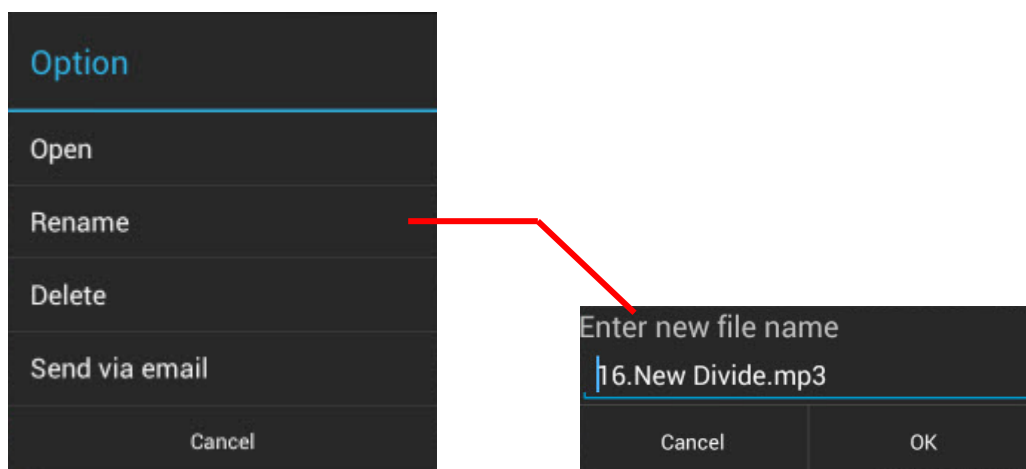 Option
Open
Rename
Delete
Send via email
Cancel
Enter new file name
16.New Divide.mp3
Cancel OK